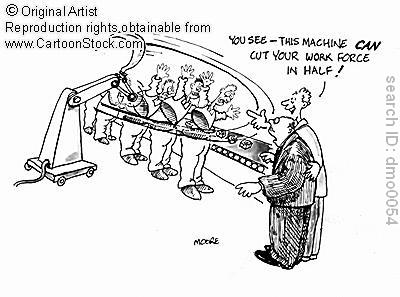 © Original Artist
Reproduction rights obtainable from
www.CartoonStock.com
YOU SEE - THIS MACHINE CAN
CUT YOUR WORK FORCE
IN HALF!
search ID: dmo0054
MOORE